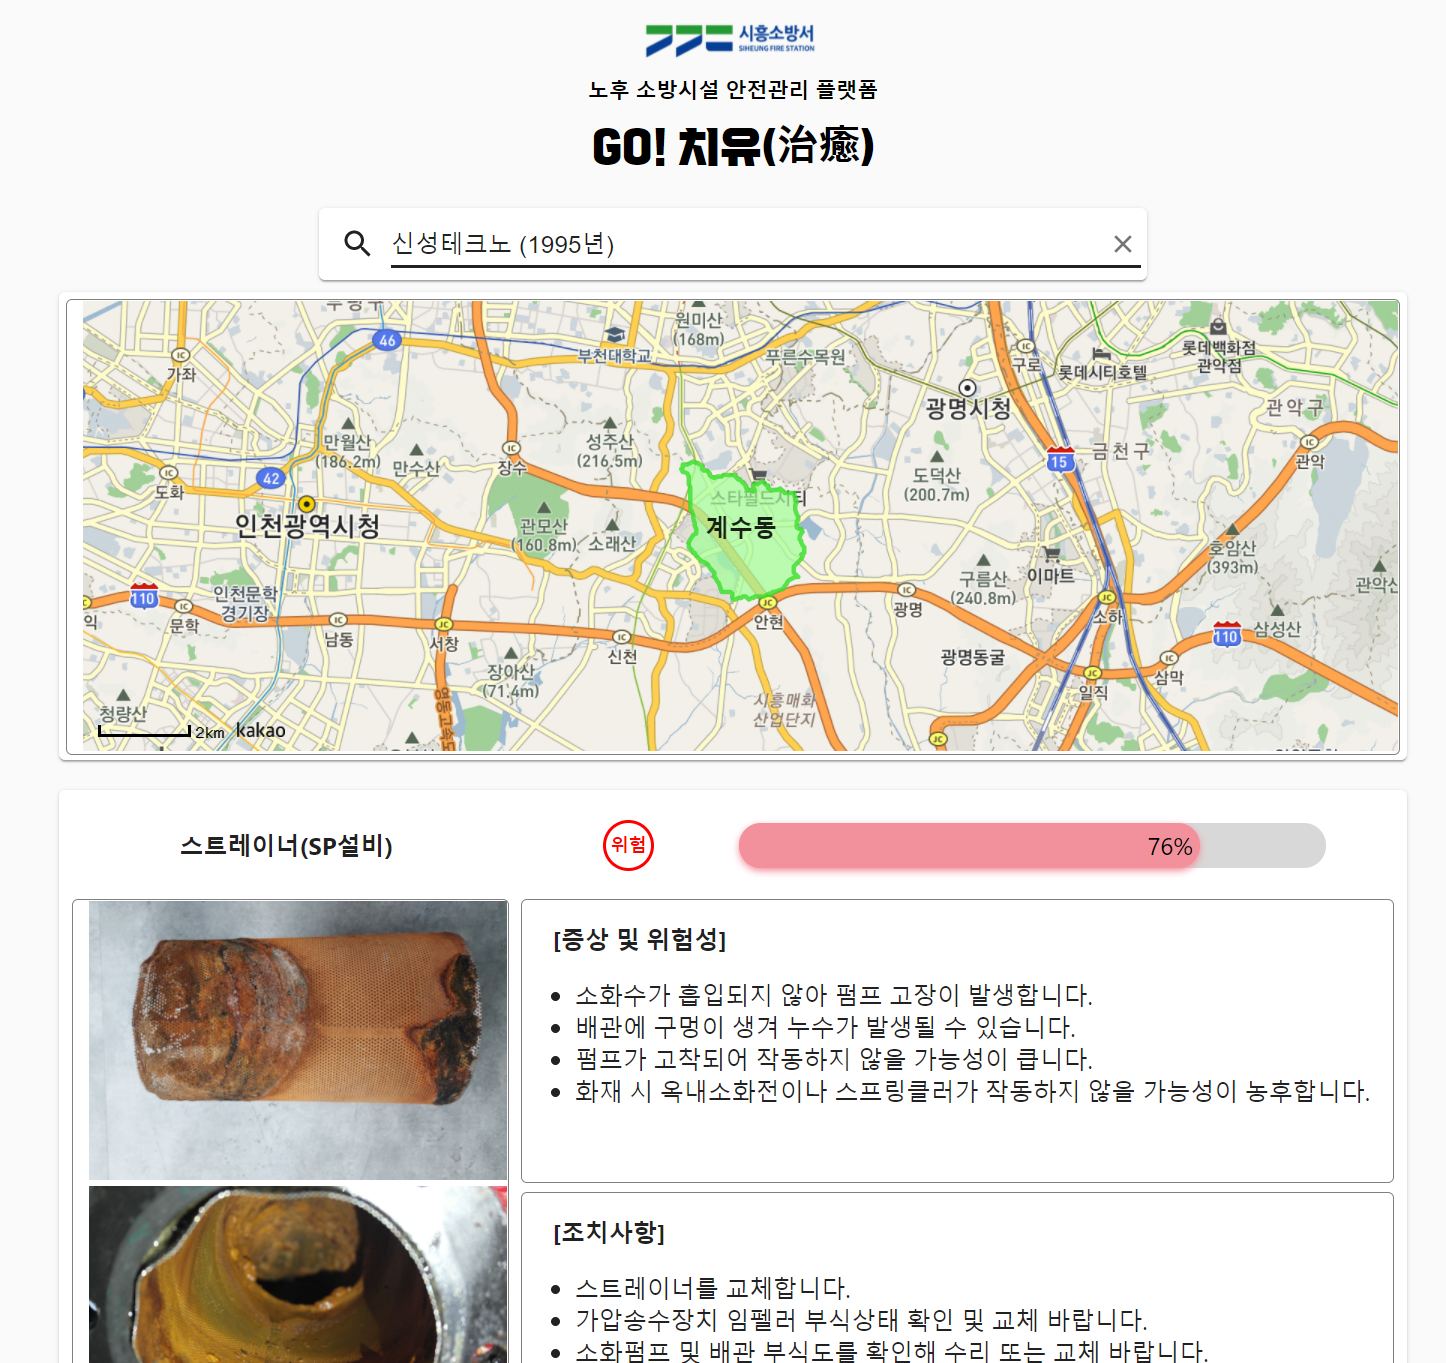 시흥소방서
SIHEUNG FIRE STATION
노후 소방시설 안전관리 플랫폼
GO! 치유(治癒)
신성테크노 (1995년)
원미산
(168m)
46
부천대학교
푸른수목원
IC
가좌
IC
구로
롯데시티호텔
롯데백화점
관악점
광명시청
관악구
만월산
(186.2m)
만수산
성주산
(216.5m)
IC
장수
15
금천구
IC
관악
도덕산
(200.7m)
IC
도화
42
스타필드시티
인천광역시청
관모산
(160.8m)
소래산
계수동
호암산
(393m)
이마트
구름산
(240.8m)
관악산
110
인천문학
경기장
IC
문학
익
IC
남동
JC
서창
IC
신천
JC
안현
IC
광명
JC
소하
110
삼성산
광명동굴
장아산
(71.4m)
JC
일직
IC
삼막
청량산
시흥매화
산업단지
JC
2km
kakao
스트레이너(SP설비)
위험
76%
[증상 및 위험성]
소화수가 흡입되지 않아 펌프 고장이 발생합니다.
배관에 구멍이 생겨 누수가 발생될 수 있습니다.
펌프가 고착되어 작동하지 않을 가능성이 큽니다.
화재 시 옥내소화전이나 스프링클러가 작동하지 않을 가능성이 농후합니다.
[조치사항]
스트레이너를 교체합니다.
가압송수장치 임펠러 부식상태 확인 및 교체 바랍니다.
소화펌프 및 배관 부식도를 확인해 수리 또는 교체 바랍니다.